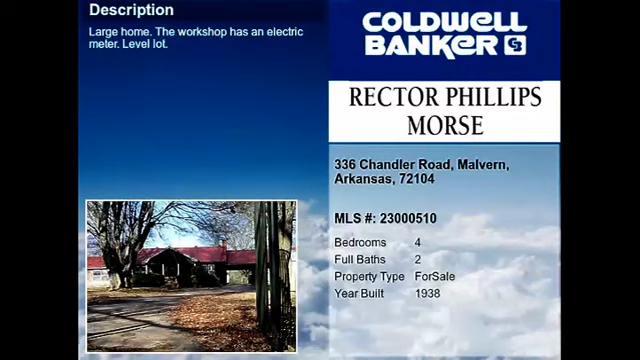 Description
Large home. The workshop has an electric
meter. Level lot.
COLDWELL
BANKER CB
RECTOR PHILLIPS
MORSE
336 Chandler Road, Malvern,
Arkansas, 72104
MLS #: 23000510
Bedrooms 4
Full Baths 2
Property Type ForSale
Year Built 1938